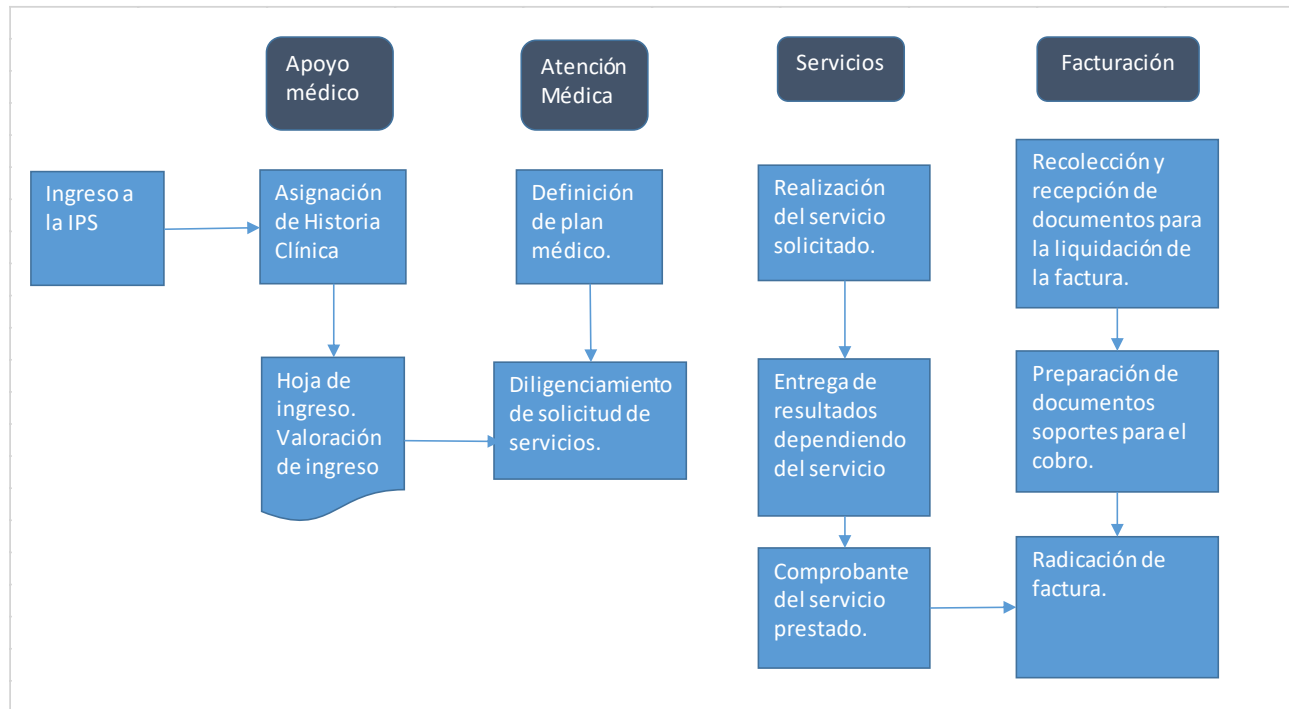 Apoyo
médico
Atención
Médica
Servicios
Facturación
Ingreso a
la IPS
Asignación
de Historia
Clínica
Definición
de plan
médico.
Realización
del servicio
solicitado.
Recolección y
recepción de
documentos para
la liquidación de
la factura.
Hoja de
ingreso.
Valoración
de ingreso
Diligenciamiento
de solicitud de
servicios.
Entrega de
resultados
dependiendo
del servicio
Preparación de
documentos
soportes para el
cobro.
Comprobante
del servicio
prestado.
Radicación de
factura.